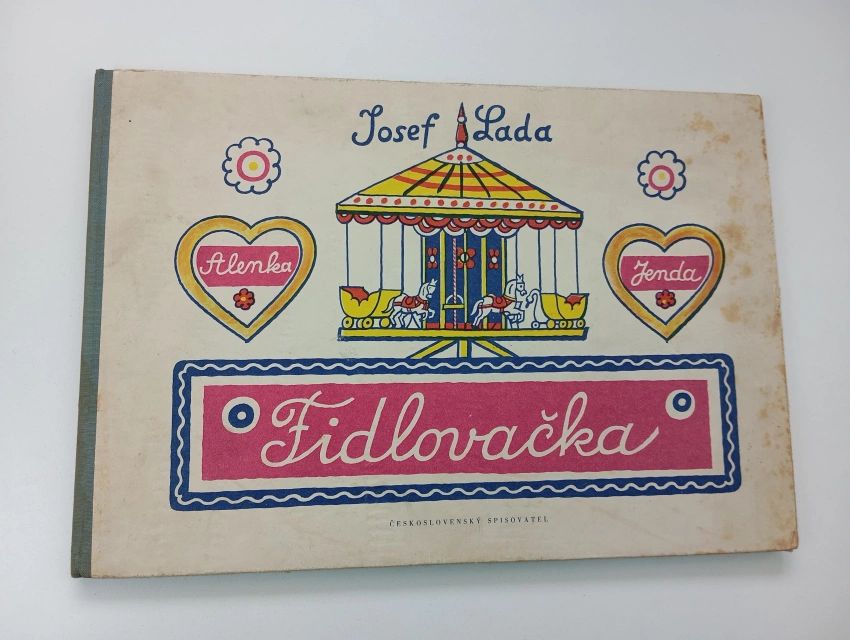 Josef Lada
Alenka
Jenda
Fidlovačka
ČESKOSLOVENSKÝ SPISOVATEL